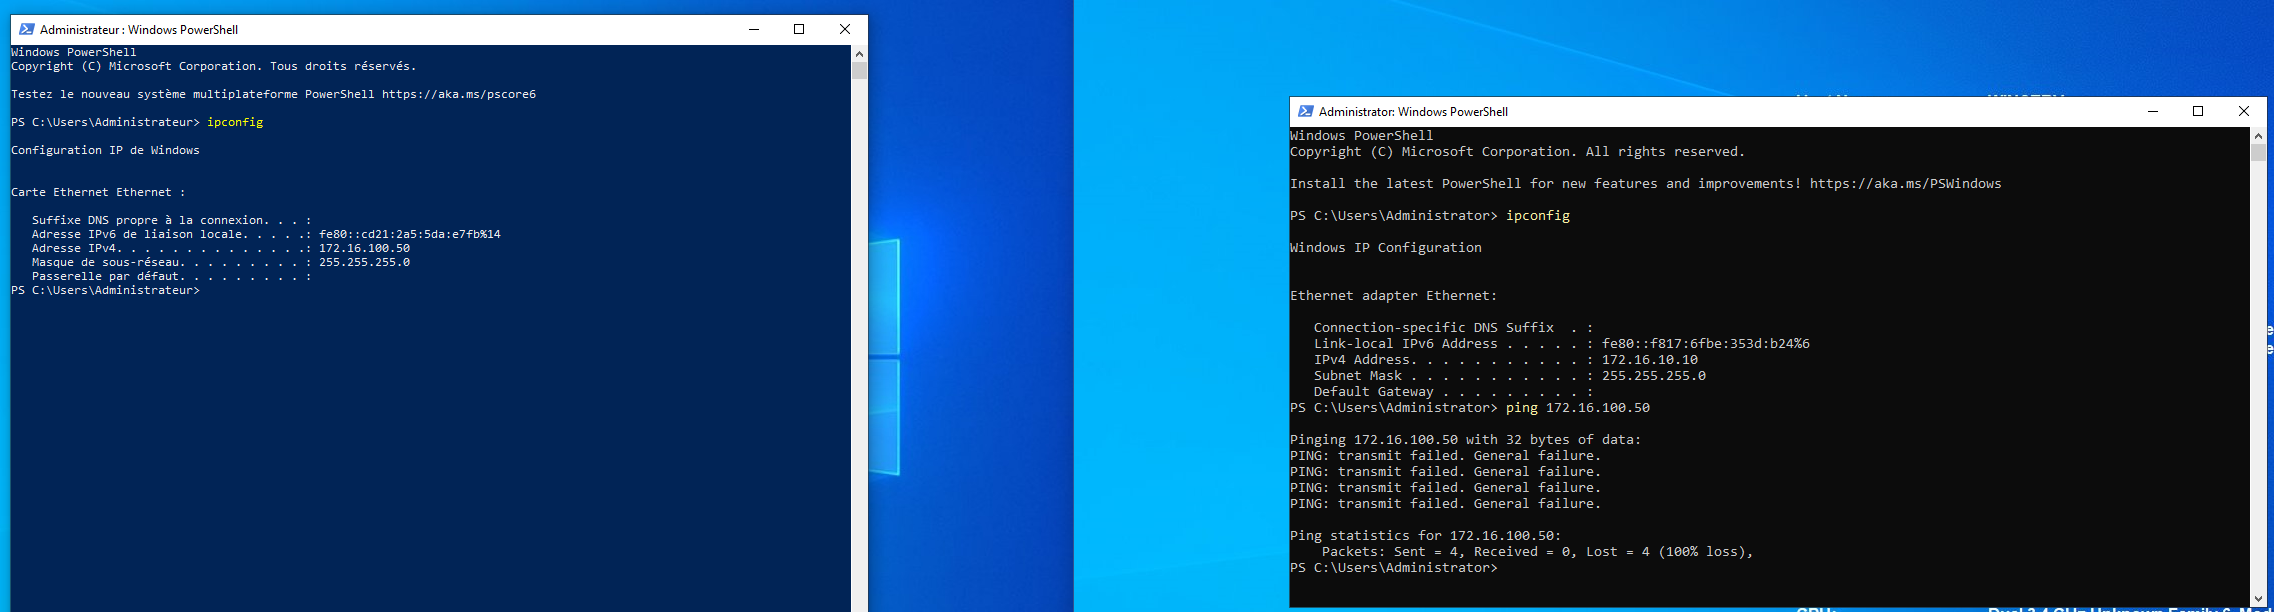 Administrateur : Windows PowerShell
Windows PowerShell
Copyright (C) Microsoft Corporation. Tous droits réservés.
Testez le nouveau système multiplateforme PowerShell https://aka.ms/pscore6
PS C:\Users\Administrateur> ipconfig
Configuration IP de Windows
Carte Ethernet Ethernet :
Suffixe DNS propre à la connexion. . . :
Adresse IPv6 de liaison locale. . . . .: fe80::cd21:2a5:5da:e7fb%14
Adresse IPv4. . . . . . . . . . . . . .: 172.16.100.50
Masque de sous-réseau. . . . . . . . . : 255.255.255.0
Passerelle par défaut. . . . . . . . . :
PS C:\Users\Administrateur>
Administrator: Windows PowerShell
Windows PowerShell
Copyright (C) Microsoft Corporation. All rights reserved.
Install the latest PowerShell for new features and improvements! https://aka.ms/PSWindows
PS C:\Users\Administrator> ipconfig
Windows IP Configuration
Ethernet adapter Ethernet:
Connection-specific DNS Suffix  . :
Link-local IPv6 Address . . . . . : fe80::f817:6fbe:353d:b24%6
IPv4 Address. . . . . . . . . . . : 172.16.10.10
Subnet Mask . . . . . . . . . . . : 255.255.255.0
Default Gateway . . . . . . . . . :
PS C:\Users\Administrator> ping 172.16.100.50
Pinging 172.16.100.50 with 32 bytes of data:
PING: transmit failed. General failure.
PING: transmit failed. General failure.
PING: transmit failed. General failure.
PING: transmit failed. General failure.
Ping statistics for 172.16.100.50:
Packets: Sent = 4, Received = 0, Lost = 4 (100% loss),
PS C:\Users\Administrator>